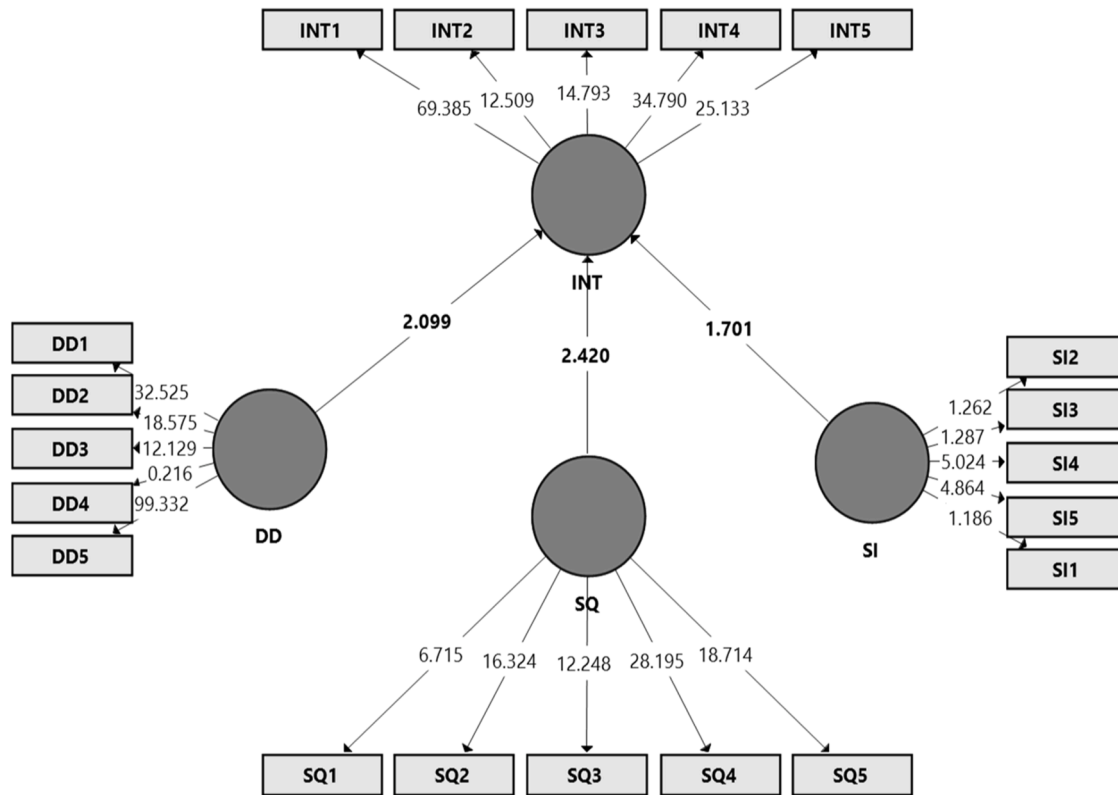 INT1 INT2 INT3 INT4 INT5
69.385 12.509 14.793 34.790 25.133
INT
2.099
2.420
1.701
DD1
DD2
DD3
DD4
DD5
32.525
18.575
12.129
0.216
99.332
DD
SI2
SI3
SI4
SI5
SI1
1.262
1.287
5.024
4.864
1.186
SI
SQ
6.715 16.324 12.248 28.195 18.714
SQ1 SQ2 SQ3 SQ4 SQ5